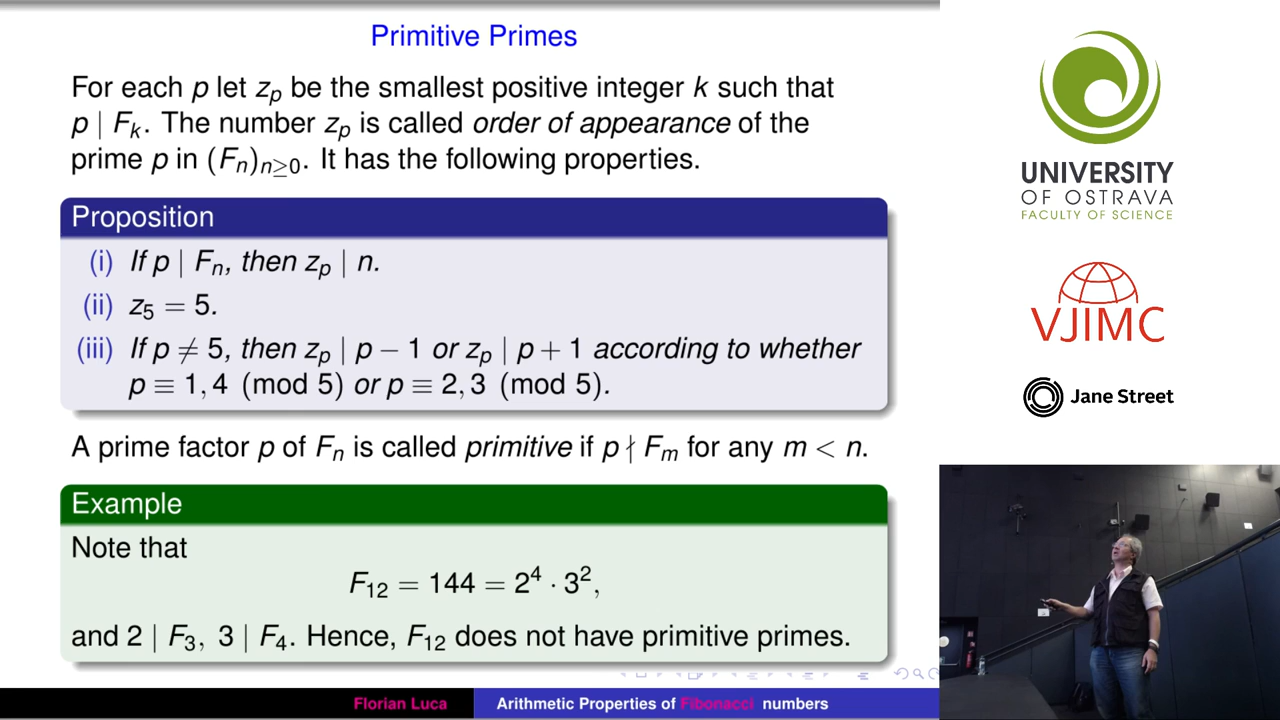 Primitive Primes
For each p let z_p be the smallest positive integer k such that
p | F_k. The number z_p is called order of appearance of the
prime p in (F_n)_{n≥0}. It has the following properties.
Proposition
(i) If p | F_n, then z_p | n.
(ii) z_5 = 5.
(iii) If p ≠ 5, then z_p | p − 1 or z_p | p + 1 according to whether
p ≡ 1, 4 (mod 5) or p ≡ 2, 3 (mod 5).
A prime factor p of F_n is called primitive if p ∤ F_m for any m < n.
Example
Note that
F_12 = 144 = 2^4 · 3^2,
and 2 | F_3, 3 | F_4. Hence, F_12 does not have primitive primes.
Florian Luca
Arithmetic Properties of Fibonacci numbers
UNIVERSITY
OF OSTRAVA
FACULTY OF SCIENCE
VJIMC
Jane Street